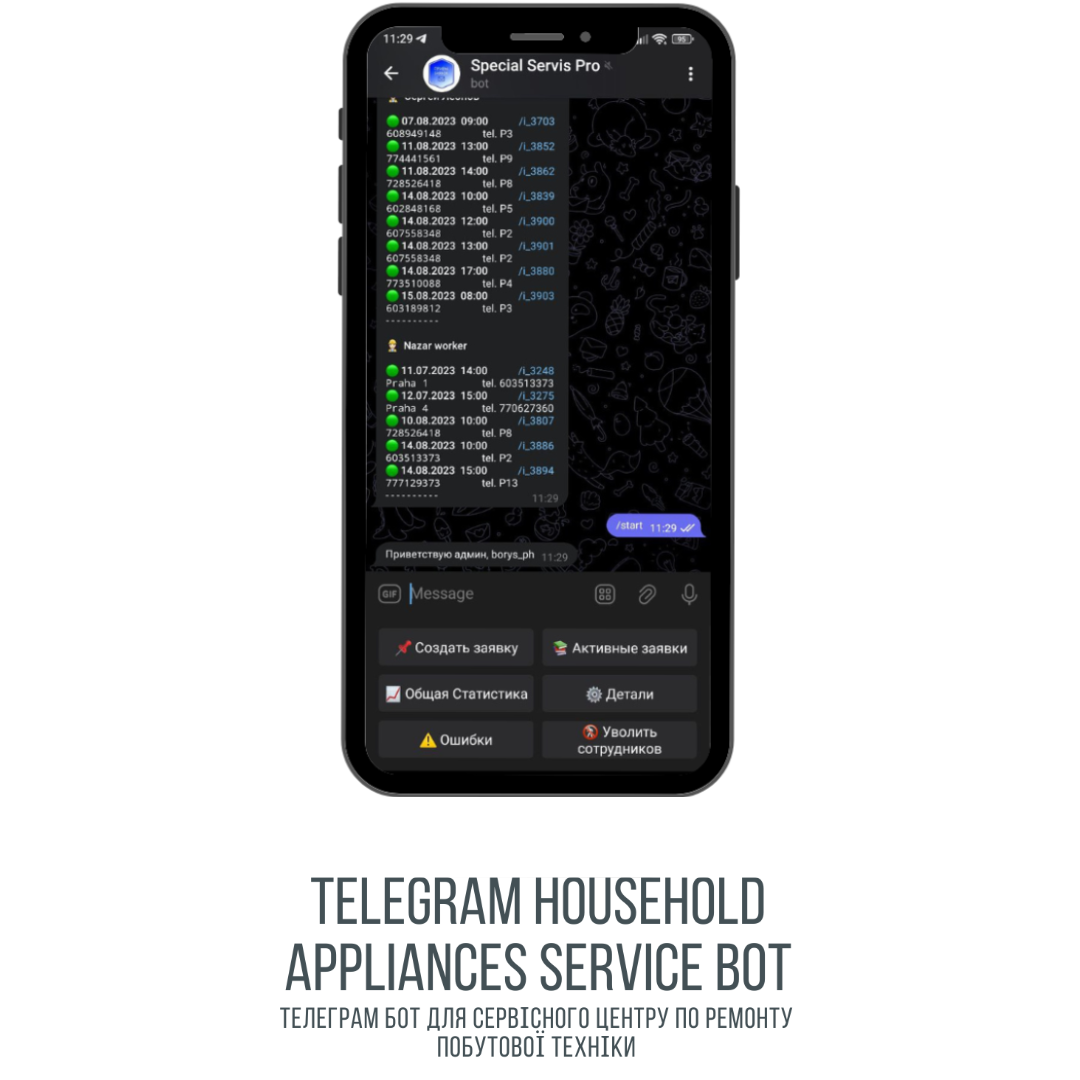 11:29
95
Special Servis Pro
bot
07.08.2023 09:00 /i_3703
608949148 tel. P3
11.08.2023 13:00 /i_3852
774441561 tel. P9
11.08.2023 14:00 /i_3862
728526418 tel. P8
14.08.2023 10:00 /i_3839
602848168 tel. P5
14.08.2023 12:00 /i_3900
607558348 tel. P2
14.08.2023 13:00 /i_3901
607558348 tel. P2
14.08.2023 17:00 /i_3880
773510088 tel. P4
15.08.2023 08:00 /i_3903
603189812 tel. P3
----------
Nazar worker
11.07.2023 14:00 /i_3248
Praha 1 tel. 603513373
12.07.2023 15:00 /i_3275
Praha 4 tel. 770627360
10.08.2023 10:00 /i_3807
728526418 tel. P8
14.08.2023 10:00 /i_3886
603513373 tel. P2
14.08.2023 15:00 /i_3894
777129373 tel. P13
----------
11:29
/start 11:29
Приветствую админ, borys_ph 11:29
GIF Message
Создать заявку
Активные заявки
Общая Статистика
Детали
Ошибки
Уволить
сотрудников
TELEGRAM HOUSEHOLD
APPLIANCES SERVICE BOT
ТЕЛЕГРАМ БОТ ДЛЯ СЕРВІСНОГО ЦЕНТРУ ПО РЕМОНТУ
ПОБУТОВОЇ ТЕХНІКИ